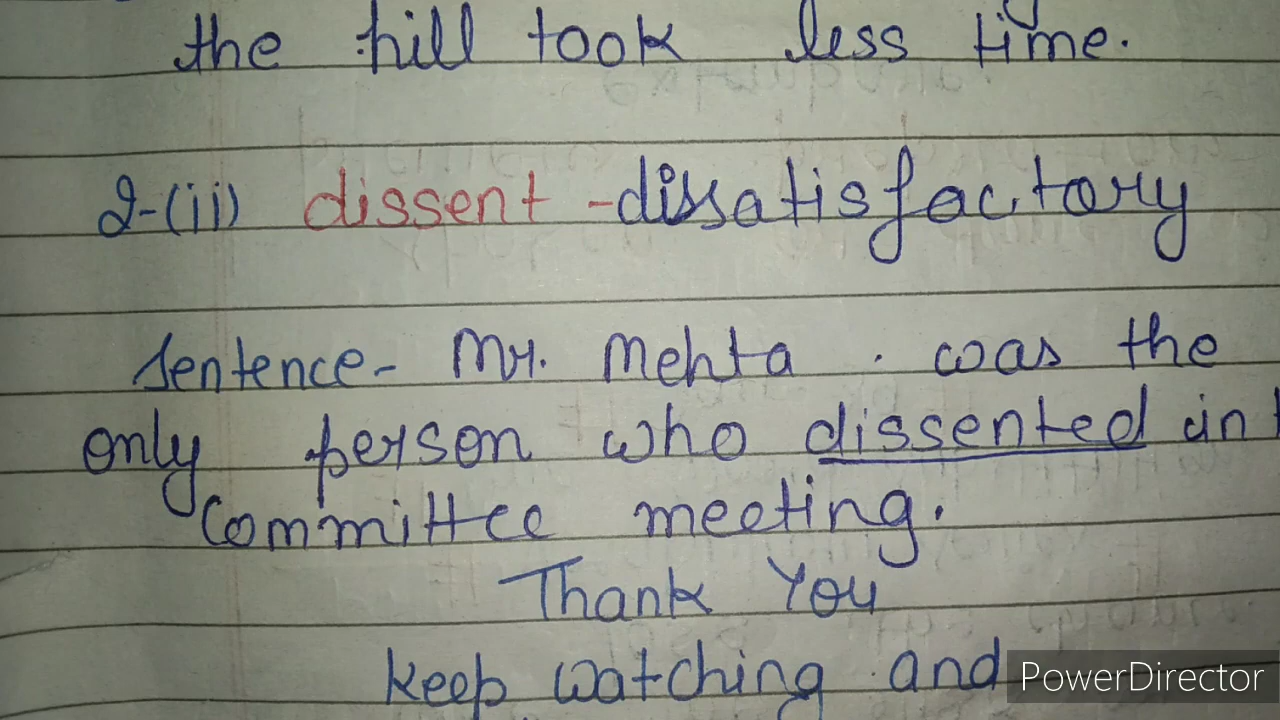 the hill took less time.
2-(ii) dissent - dissatisfactory
Sentence- Mr. Mehta . was the
only person who dissented in
Committee meeting.
Thank You
Keep watching and
PowerDirector